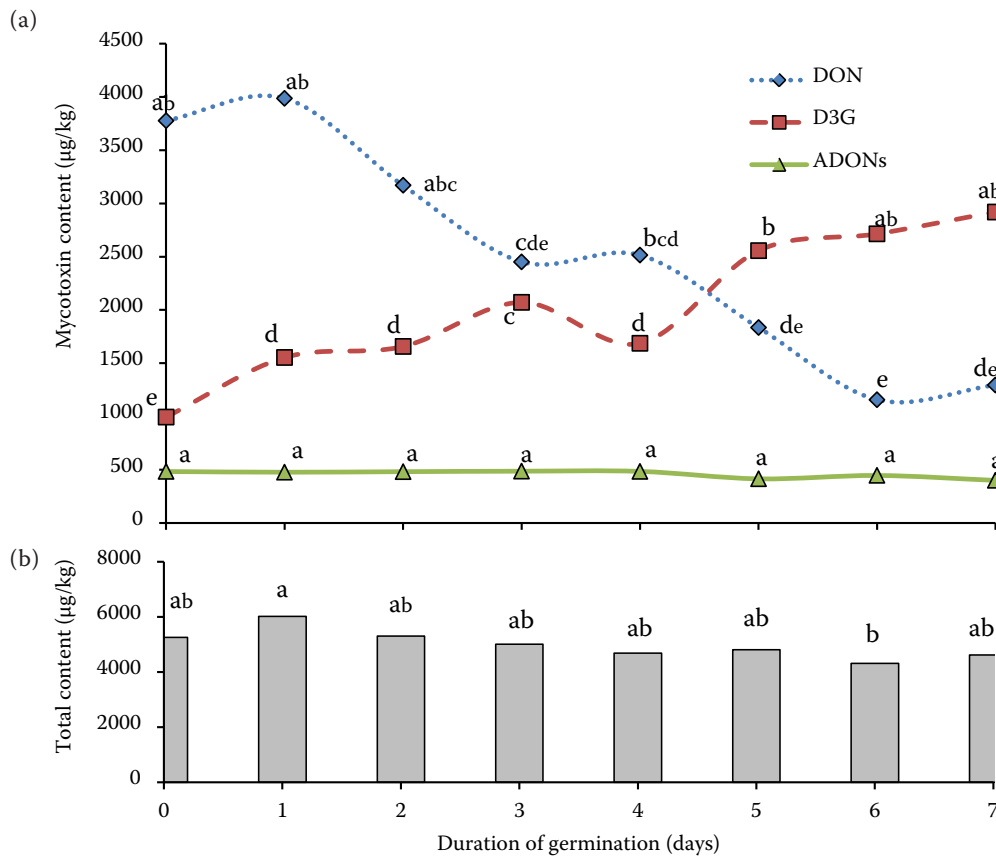 (a)
Mycotoxin content (µg/kg)
4500
4000
3500
3000
2500
2000
1500
1000
500
0
DON
D3G
ADONs
ab
ab
abc
cde
bcd
de
e
de
e
d
d
c
d
b
ab
ab
a
a
a
a
a
a
a
a
(b)
Total content (µg/kg)
8000
6000
4000
2000
0
ab
a
ab
ab
ab
ab
b
ab
0 1 2 3 4 5 6 7
Duration of germination (days)